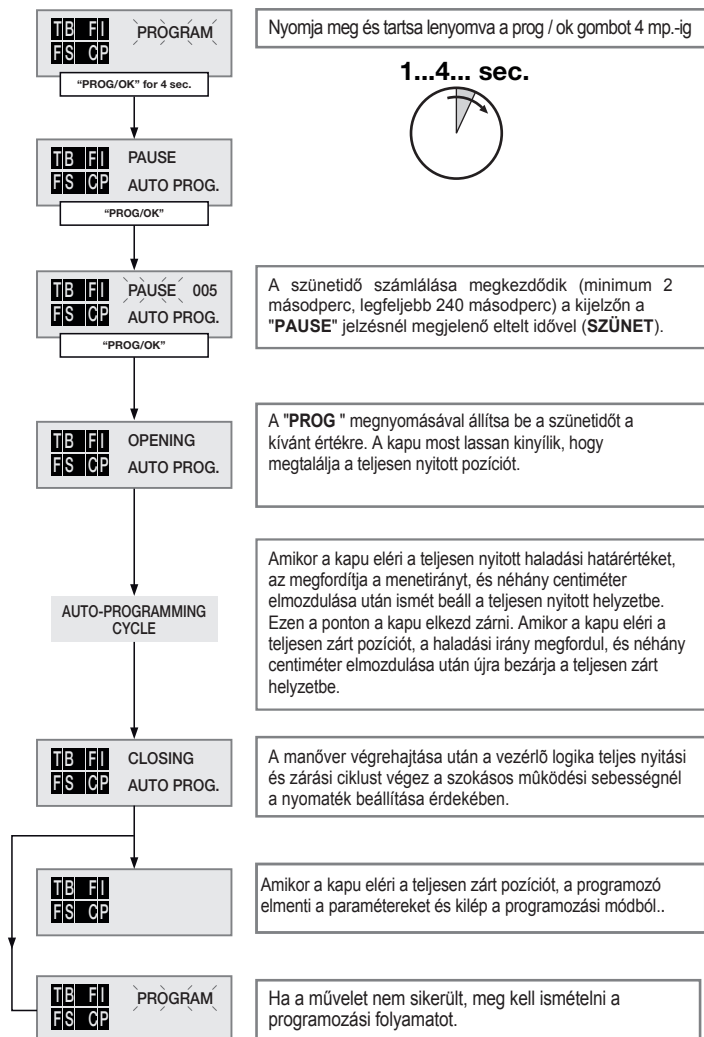 TB FI PROGRAM
FS CP
Nyomja meg és tartsa lenyomva a prog / ok gombot 4 mp.-ig
"PROG/OK" for 4 sec.
1...4... sec.
TB FI PAUSE
FS CP AUTO PROG.
"PROG/OK"
TB FI PAUSE 005
FS CP AUTO PROG.
"PROG/OK"
A szünetidő számlálása megkezdődik (minimum 2
másodperc, legfeljebb 240 másodperc) a kijelzőn a
"PAUSE" jelzésnél megjelenő eltelt idővel (SZÜNET).
TB FI OPENING
FS CP AUTO PROG.
A "PROG " megnyomásával állítsa be a szünetidőt a
kívánt értékre. A kapu most lassan kinyílik, hogy
megtalálja a teljesen nyitott pozíciót.
AUTO-PROGRAMMING
CYCLE
Amikor a kapu eléri a teljesen nyitott haladási határértéket,
az megfordítja a menetirányt, és néhány centiméter
elmozdulása után ismét beáll a teljesen nyitott helyzetbe.
Ezen a ponton a kapu elkezd zárni. Amikor a kapu eléri a
teljesen zárt pozíciót, a haladási irány megfordul, és néhány
centiméter elmozdulása után újra bezárja a teljesen zárt
helyzetbe.
TB FI CLOSING
FS CP AUTO PROG.
A manőver végrehajtása után a vezérlő logika teljes nyitási
és zárási ciklust végez a szokásos mûködési sebességnél
a nyomaték beállítása érdekében.
TB FI
FS CP
Amikor a kapu eléri a teljesen zárt pozíciót, a programozó
elmenti a paramétereket és kilép a programozási módból..
TB FI PROGRAM
FS CP
Ha a művelet nem sikerült, meg kell ismételni a
programozási folyamatot.